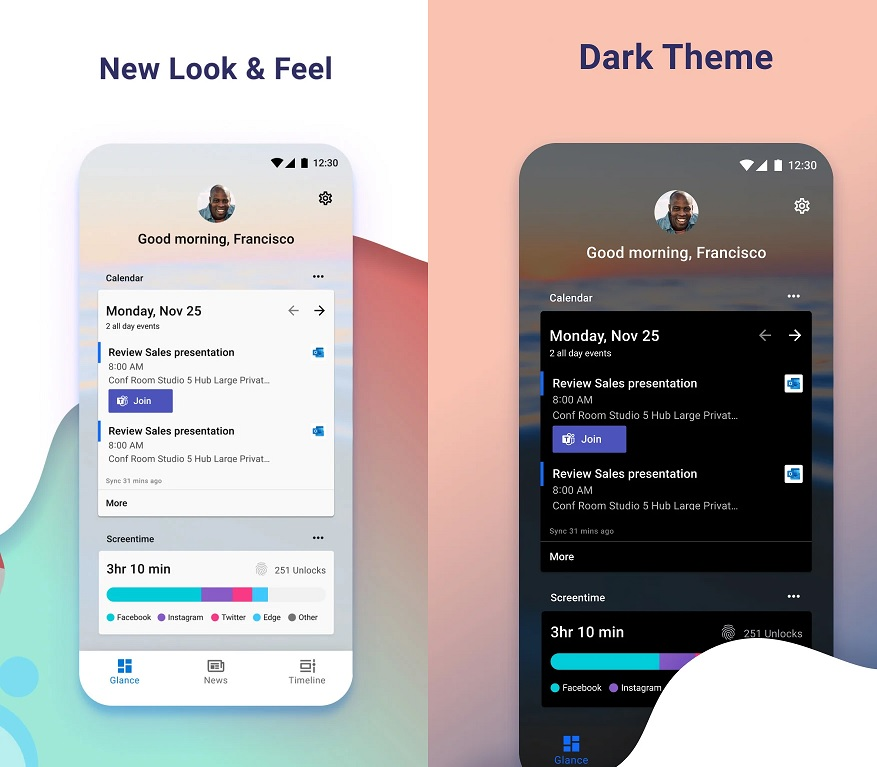 New Look & Feel
12:30
Good morning, Francisco
Calendar
Monday, Nov 25
2 all day events
Review Sales presentation
8:00 AM
Conf Room Studio 5 Hub Large Privat...
Join
Review Sales presentation
8:00 AM
Conf Room Studio 5 Hub Large Privat...
Sync 31 mins ago
More
Screentime
3hr 10 min 251 Unlocks
Facebook Instagram Twitter Edge Other
Glance News Timeline
Dark Theme
12:30
Good morning, Francisco
Calendar
Monday, Nov 25
2 all day events
Review Sales presentation
8:00 AM
Conf Room Studio 5 Hub Large Privat...
Join
Review Sales presentation
8:00 AM
Conf Room Studio 5 Hub Large Privat...
Sync 31 mins ago
More
Screentime
3hr 10 min 251 Unlocks
Facebook Instagram
Glance